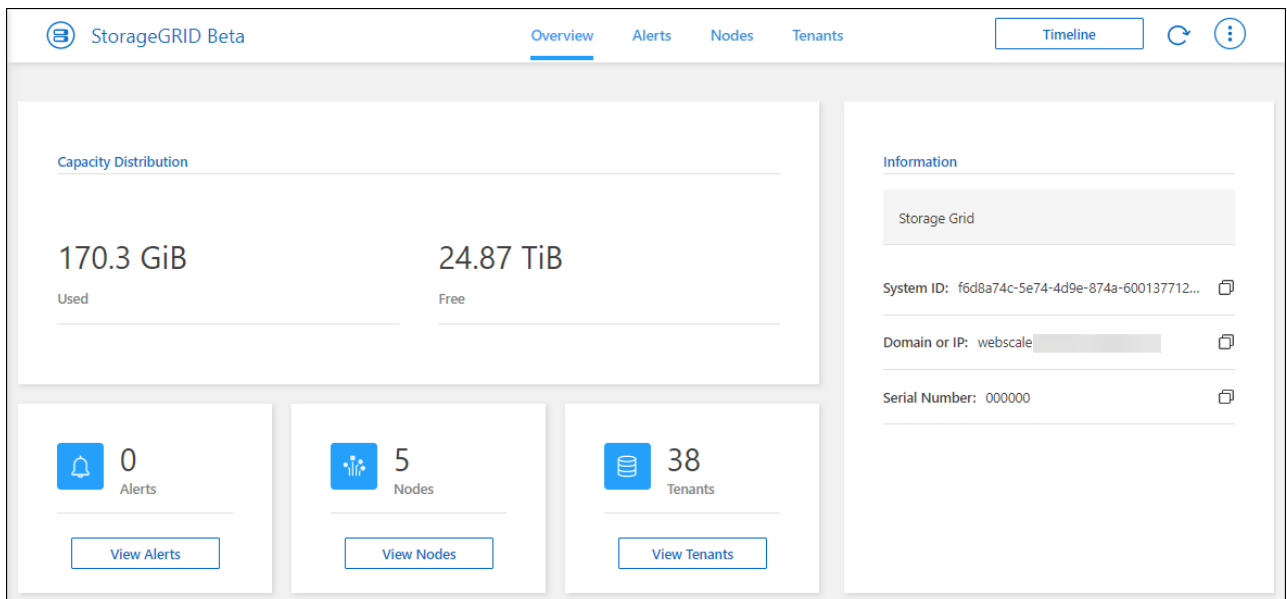 StorageGRID Beta
Overview Alerts Nodes Tenants
Timeline
Capacity Distribution
170.3 GiB
Used
24.87 TiB
Free
Information
Storage Grid
System ID: f6d8a74c-5e74-4d9e-874a-600137712...
Domain or IP: webscale
Serial Number: 000000
0
Alerts
View Alerts
5
Nodes
View Nodes
38
Tenants
View Tenants